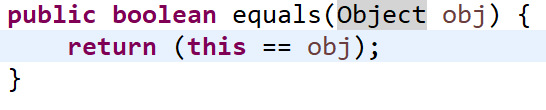 public boolean equals(Object obj) {
    return (this == obj);
}